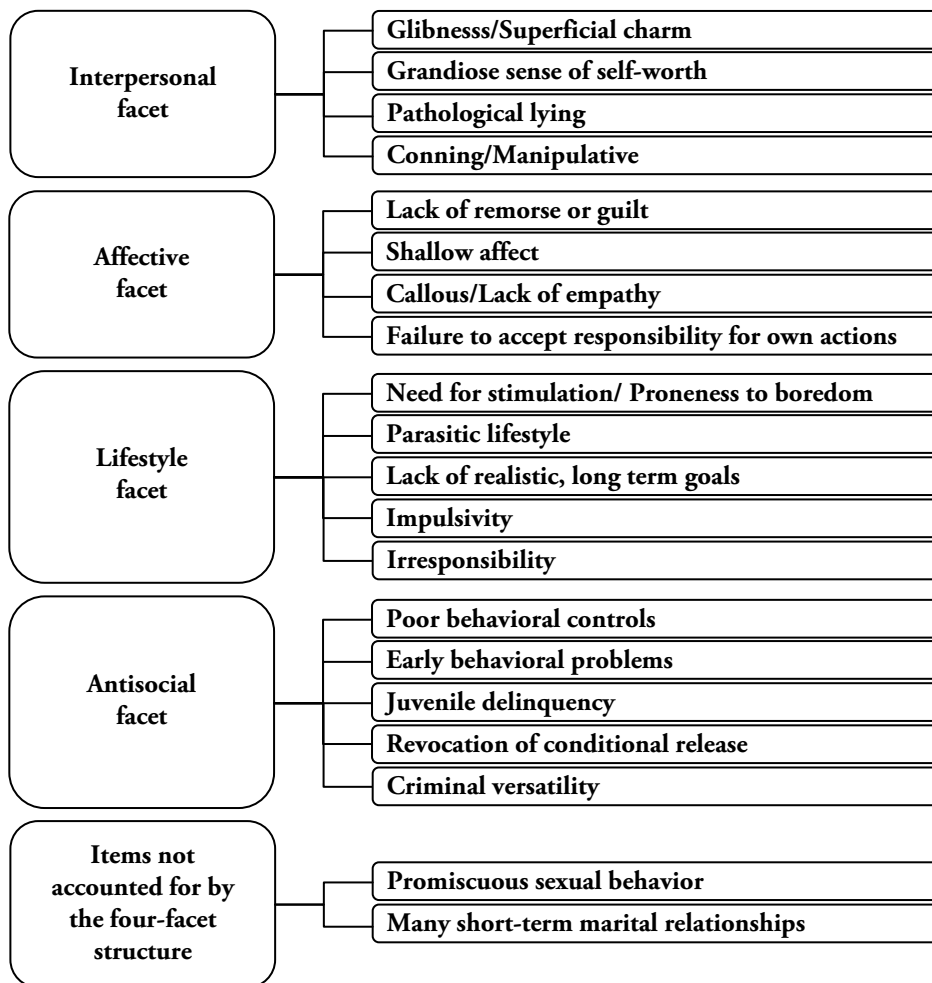 Interpersonal
facet
Glibnesss/Superficial charm
Grandiose sense of self-worth
Pathological lying
Conning/Manipulative
Affective
facet
Lack of remorse or guilt
Shallow affect
Callous/Lack of empathy
Failure to accept responsibility for own actions
Lifestyle
facet
Need for stimulation/ Proneness to boredom
Parasitic lifestyle
Lack of realistic, long term goals
Impulsivity
Irresponsibility
Antisocial
facet
Poor behavioral controls
Early behavioral problems
Juvenile delinquency
Revocation of conditional release
Criminal versatility
Items not
accounted for by
the four-facet
structure
Promiscuous sexual behavior
Many short-term marital relationships